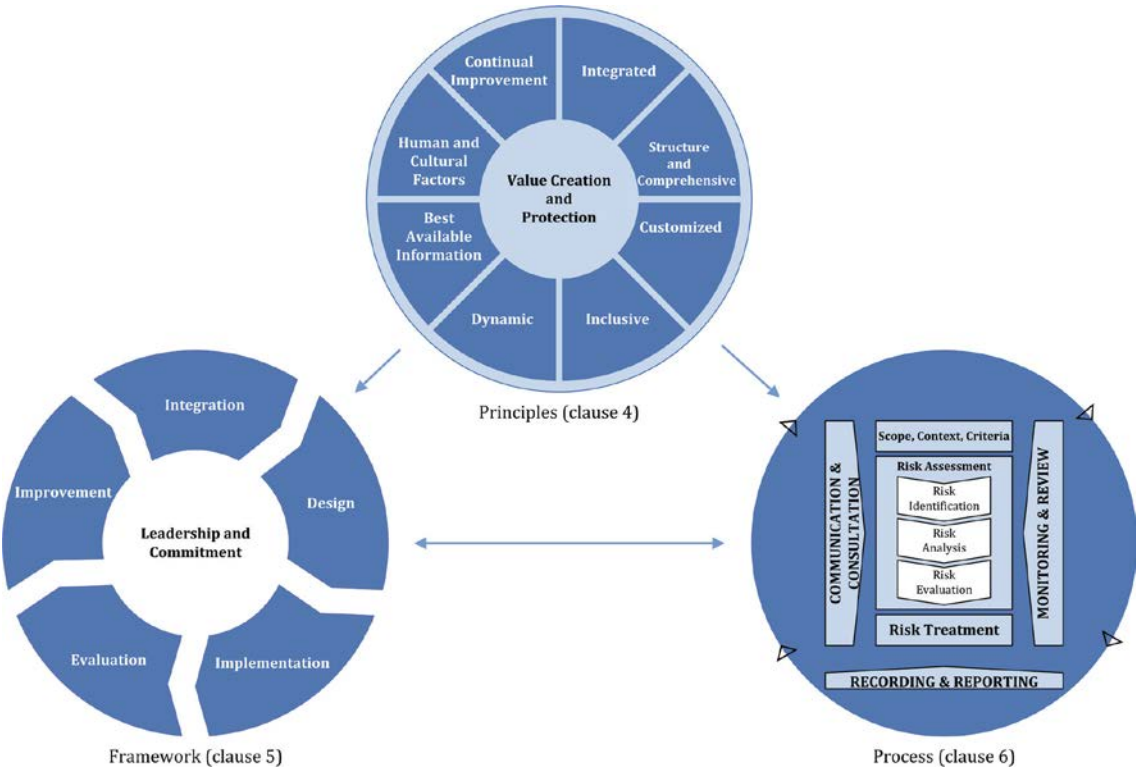 Continual
Improvement
Integrated
Human and
Cultural
Factors
Structure
and
Comprehensive
Value Creation
and
Protection
Best
Available
Information
Customized
Dynamic
Inclusive
Principles (clause 4)
Integration
Improvement
Design
Leadership and
Commitment
Evaluation
Implementation
Framework (clause 5)
Scope, Context, Criteria
Risk Assessment
Risk
Identification
Risk
Analysis
Risk
Evaluation
Risk Treatment
COMMUNICATION &
CONSULTATION
MONITORING & REVIEW
RECORDING & REPORTING
Process (clause 6)